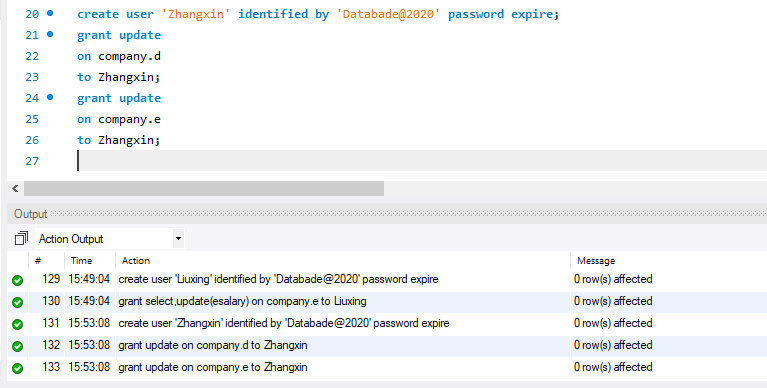 20 create user 'Zhangxin' identified by 'Databade@2020' password expire;
21 grant update
22 on company.d
23 to Zhangxin;
24 grant update
25 on company.e
26 to Zhangxin;
27
Output
Action Output
# Time Action Message
129 15:49:04 create user 'Liuxing' identified by 'Databade@2020' password expire 0 row(s) affected
130 15:49:04 grant select,update(esalary) on company.e to Liuxing 0 row(s) affected
131 15:53:08 create user 'Zhangxin' identified by 'Databade@2020' password expire 0 row(s) affected
132 15:53:08 grant update on company.d to Zhangxin 0 row(s) affected
133 15:53:08 grant update on company.e to Zhangxin 0 row(s) affected